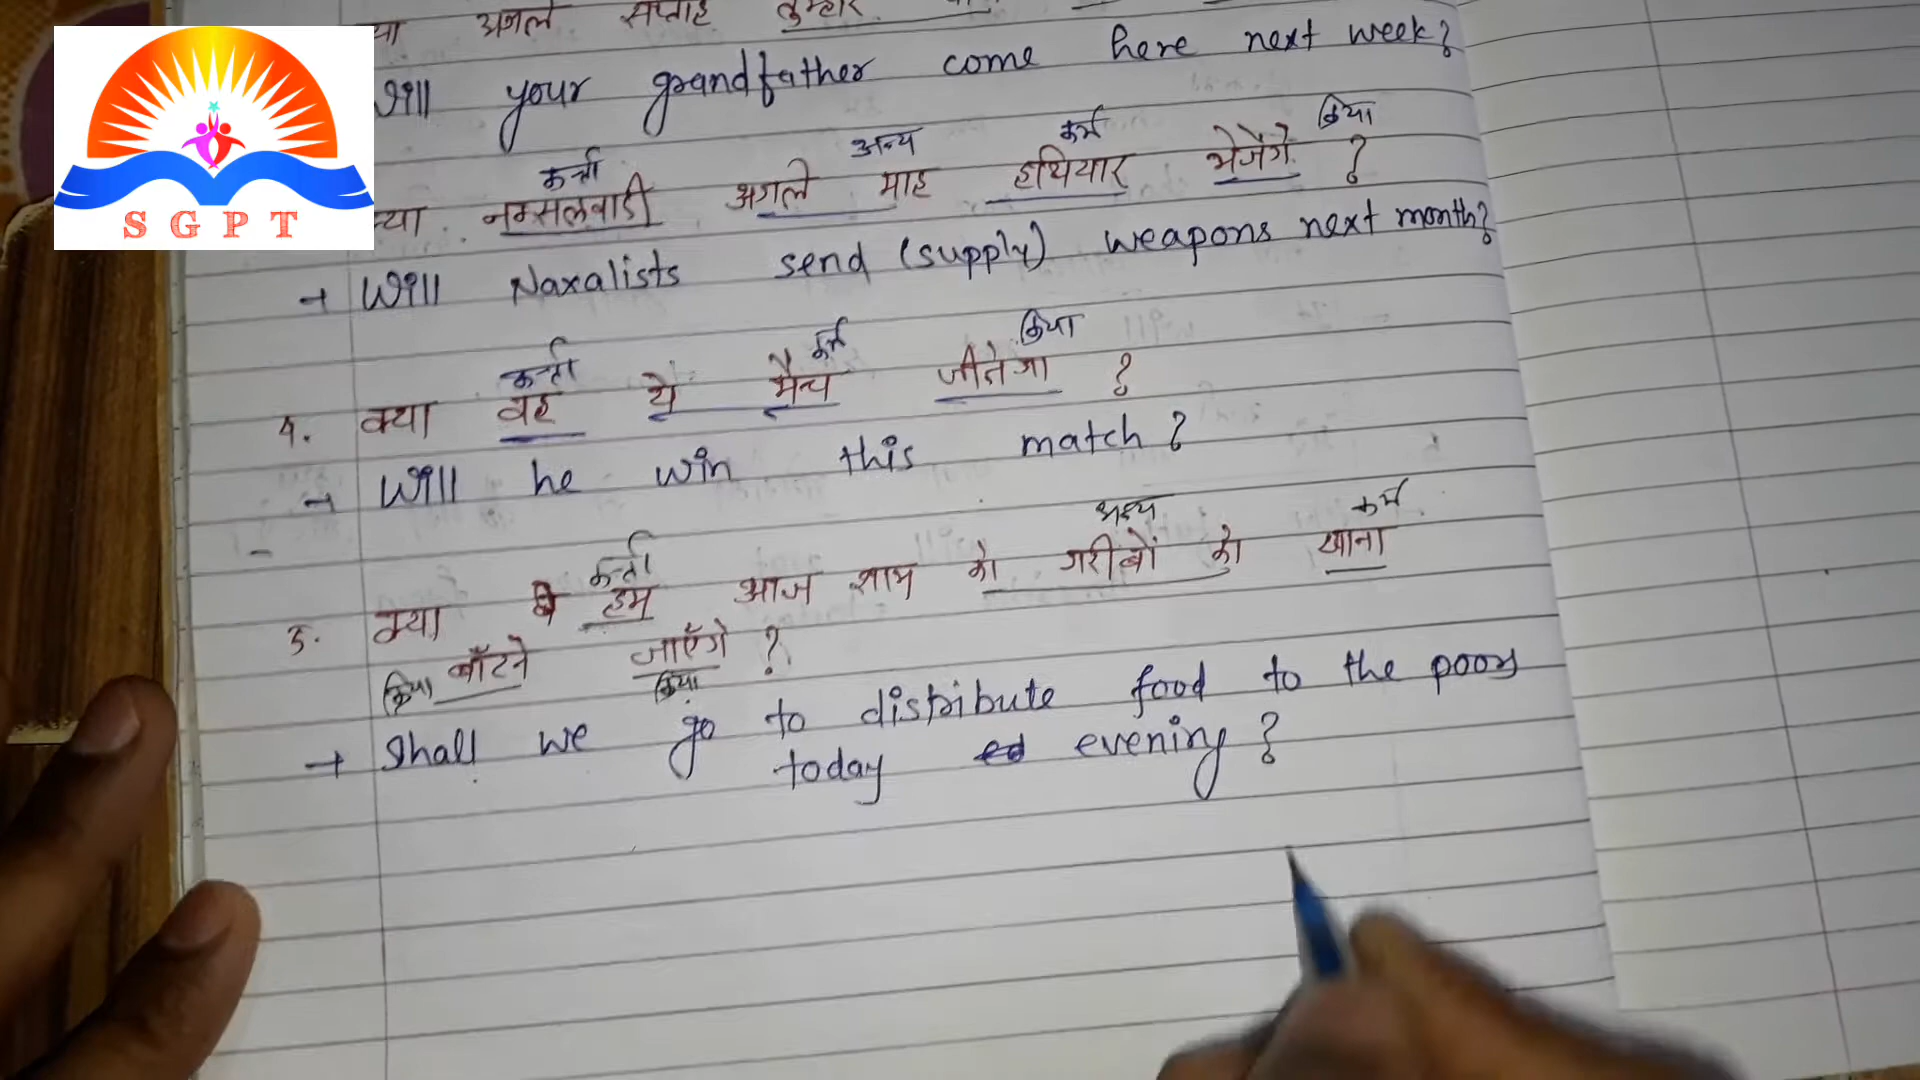 या अगले सप्ताह तुम्हारे
Will your grandfather come here next week?
कर्त्ता अन्य कर्म क्रिया
क्या नक्सलवाडी अगले माह हथियार भेजेंगे ?
→ Will Naxalists send (supply) weapons next month?
कर्त्ता कर्म क्रिया
4. क्या वह ये मैच जीतेगा ?
→ Will he win this match ?
कर्त्ता अन्य कर्म
5. क्या हम आज शाम को गरीबों को खाना
क्रिया बाँटने जाएँगे ?
क्रिया
→ Shall we go to distribute food to the poor
today evening ?
SGPT